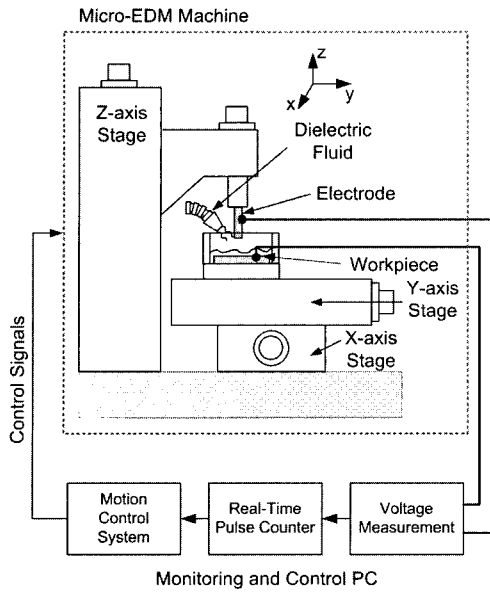 Micro-EDM Machine
Z-axis
Stage
z
x
y
Dielectric
Fluid
Electrode
Workpiece
Y-axis
Stage
X-axis
Stage
Control Signals
Motion
Control
System
Real-Time
Pulse Counter
Voltage
Measurement
Monitoring and Control PC